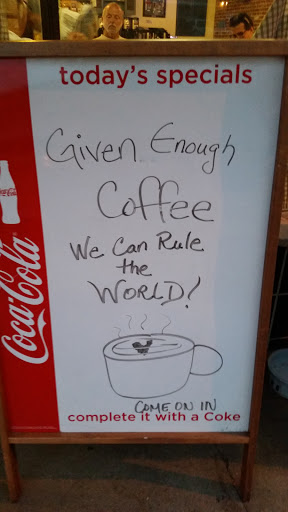 today's specials
Given Enough
Coffee
We Can Rule
the
WORLD!
COME ON IN
complete it with a Coke
Coca-Cola